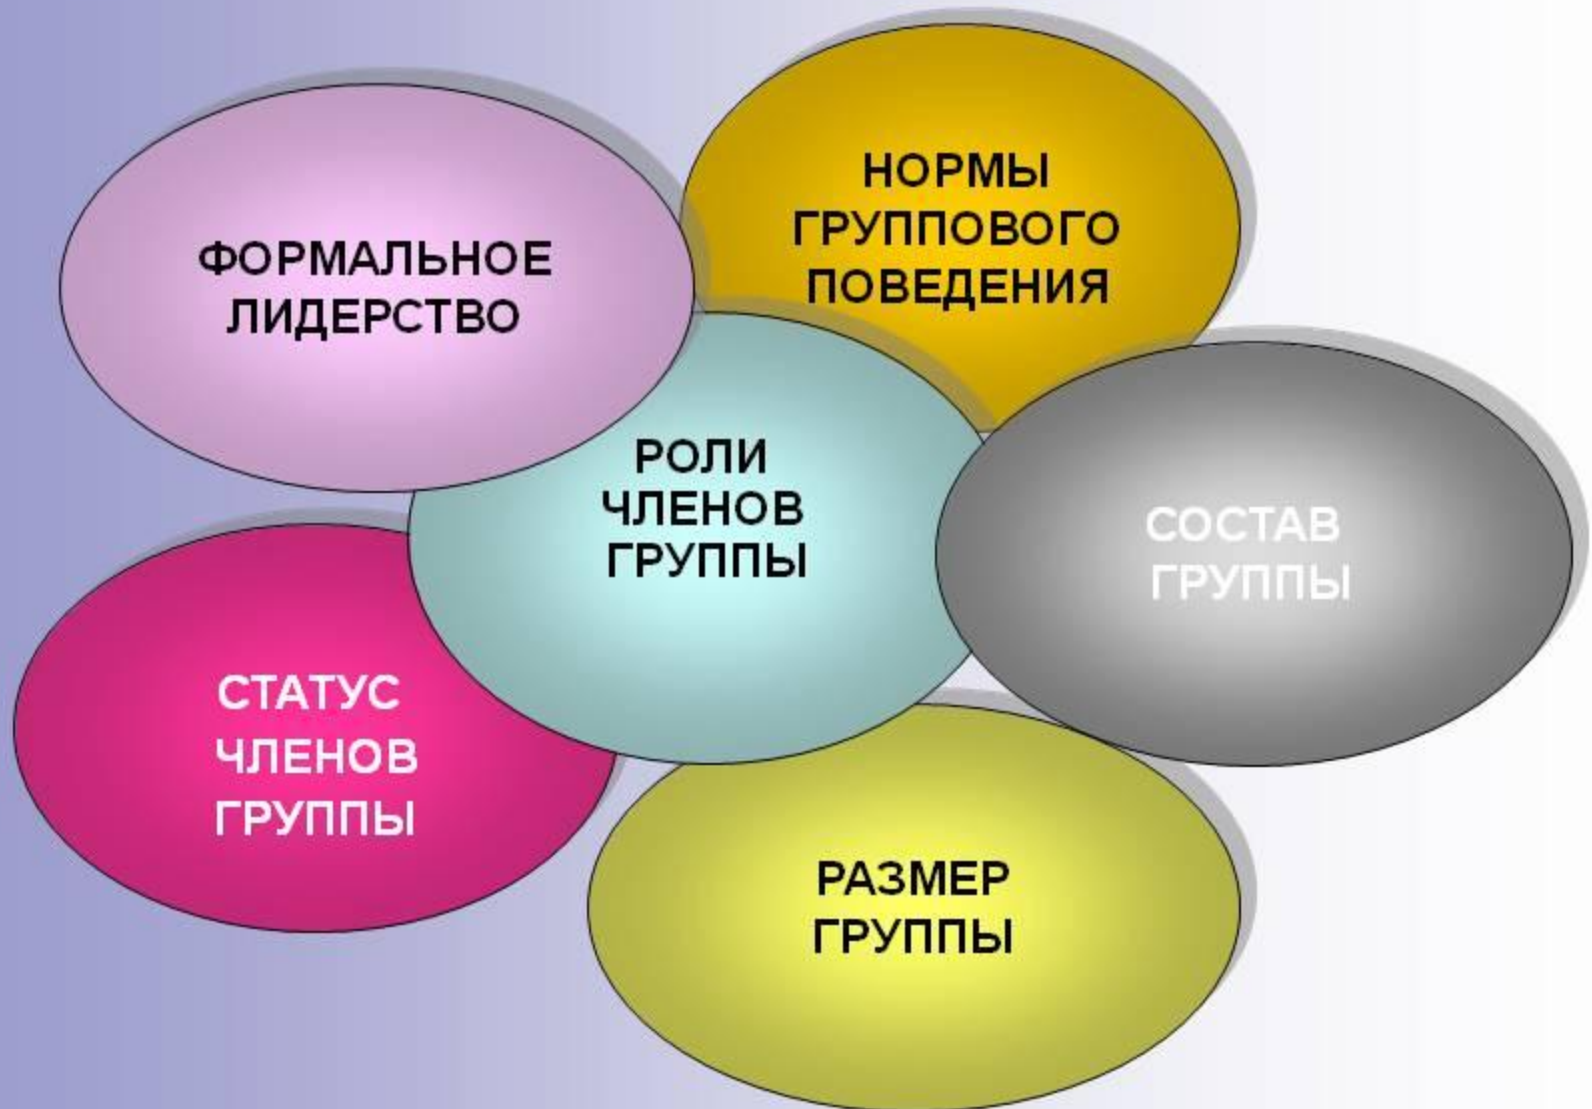 ФОРМАЛЬНОЕ
ЛИДЕРСТВО
НОРМЫ
ГРУППОВОГО
ПОВЕДЕНИЯ
РОЛИ
ЧЛЕНОВ
ГРУППЫ
СОСТАВ
ГРУППЫ
СТАТУС
ЧЛЕНОВ
ГРУППЫ
РАЗМЕР
ГРУППЫ